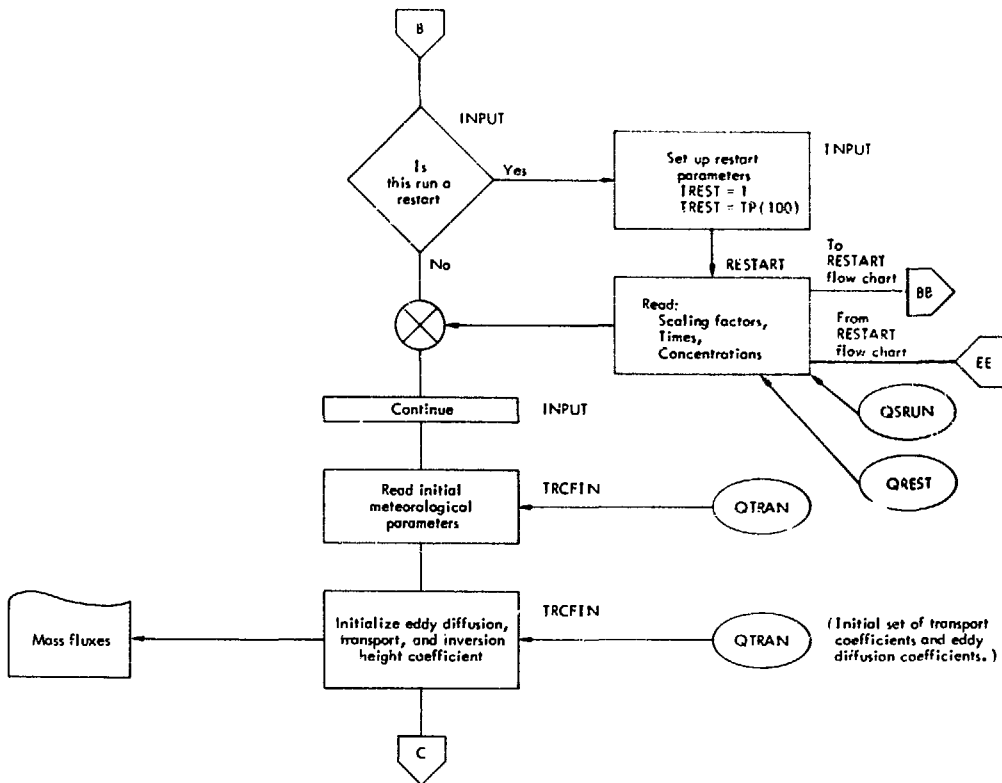 B
INPUT
Is
this run a
restart
Yes
Set up restart
parameters
IREST = 1
TREST = TP(100)
INPUT
No
RESTART
To
RESTART
flow chart
BB
Read:
Scaling factors,
Times,
Concentrations
From
RESTART
flow chart
EE
QSRUN
QREST
Continue
INPUT
Read initial
meteorological
parameters
TRCFIN
QTRAN
Mass fluxes
Initialize eddy diffusion,
transport, and inversion
height coefficient
TRCFIN
QTRAN
(Initial set of transport
coefficients and eddy
diffusion coefficients.)
C